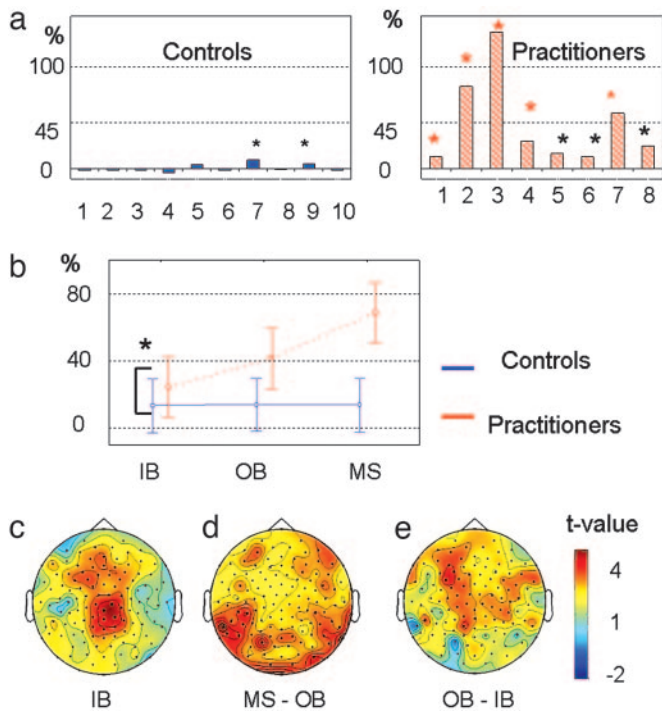 a
% Controls % Practitioners
100 100
* * * * * * * * * *
45 45
0 0
1 2 3 4 5 6 7 8 9 10 1 2 3 4 5 6 7 8
b
%
80
*
40
0
IB OB MS
Controls
Practitioners
c d e t-value
4
1
-2
IB MS - OB OB - IB